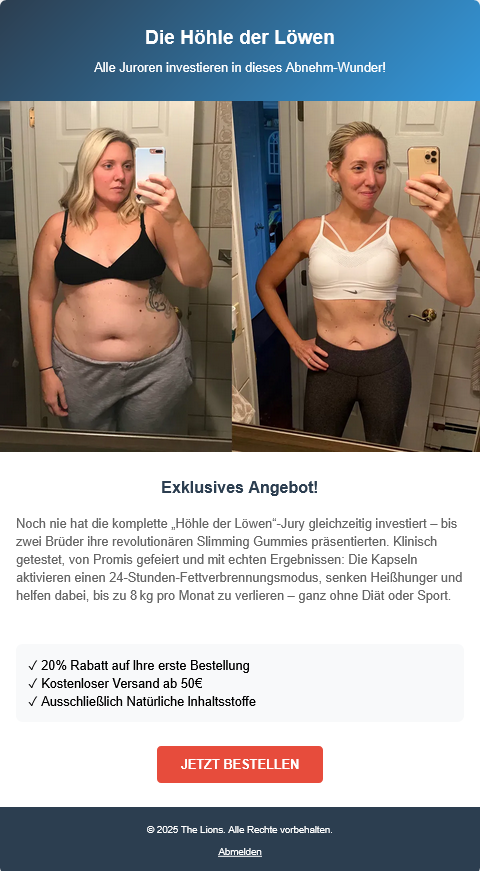 Die Höhle der Löwen
Alle Juroren investieren in dieses Abnehm-Wunder!
Exklusives Angebot!
Noch nie hat die komplette „Höhle der Löwen“-Jury gleichzeitig investiert – bis
zwei Brüder ihre revolutionären Slimming Gummies präsentierten. Klinisch
getestet, von Promis gefeiert und mit echten Ergebnissen: Die Kapseln
aktivieren einen 24-Stunden-Fettverbrennungsmodus, senken Heißhunger und
helfen dabei, bis zu 8 kg pro Monat zu verlieren – ganz ohne Diät oder Sport.
✓ 20% Rabatt auf Ihre erste Bestellung
✓ Kostenloser Versand ab 50€
✓ Ausschließlich Natürliche Inhaltsstoffe
JETZT BESTELLEN
© 2025 The Lions. Alle Rechte vorbehalten.
Abmelden